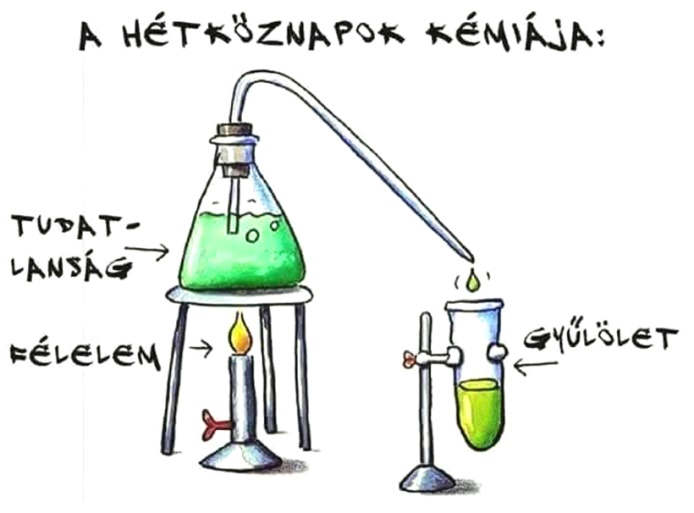 A HÉTKÖZNAPOK KÉMIÁJA:
TUDAT-
LANSÁG
FÉLELEM
GYŰLÖLET